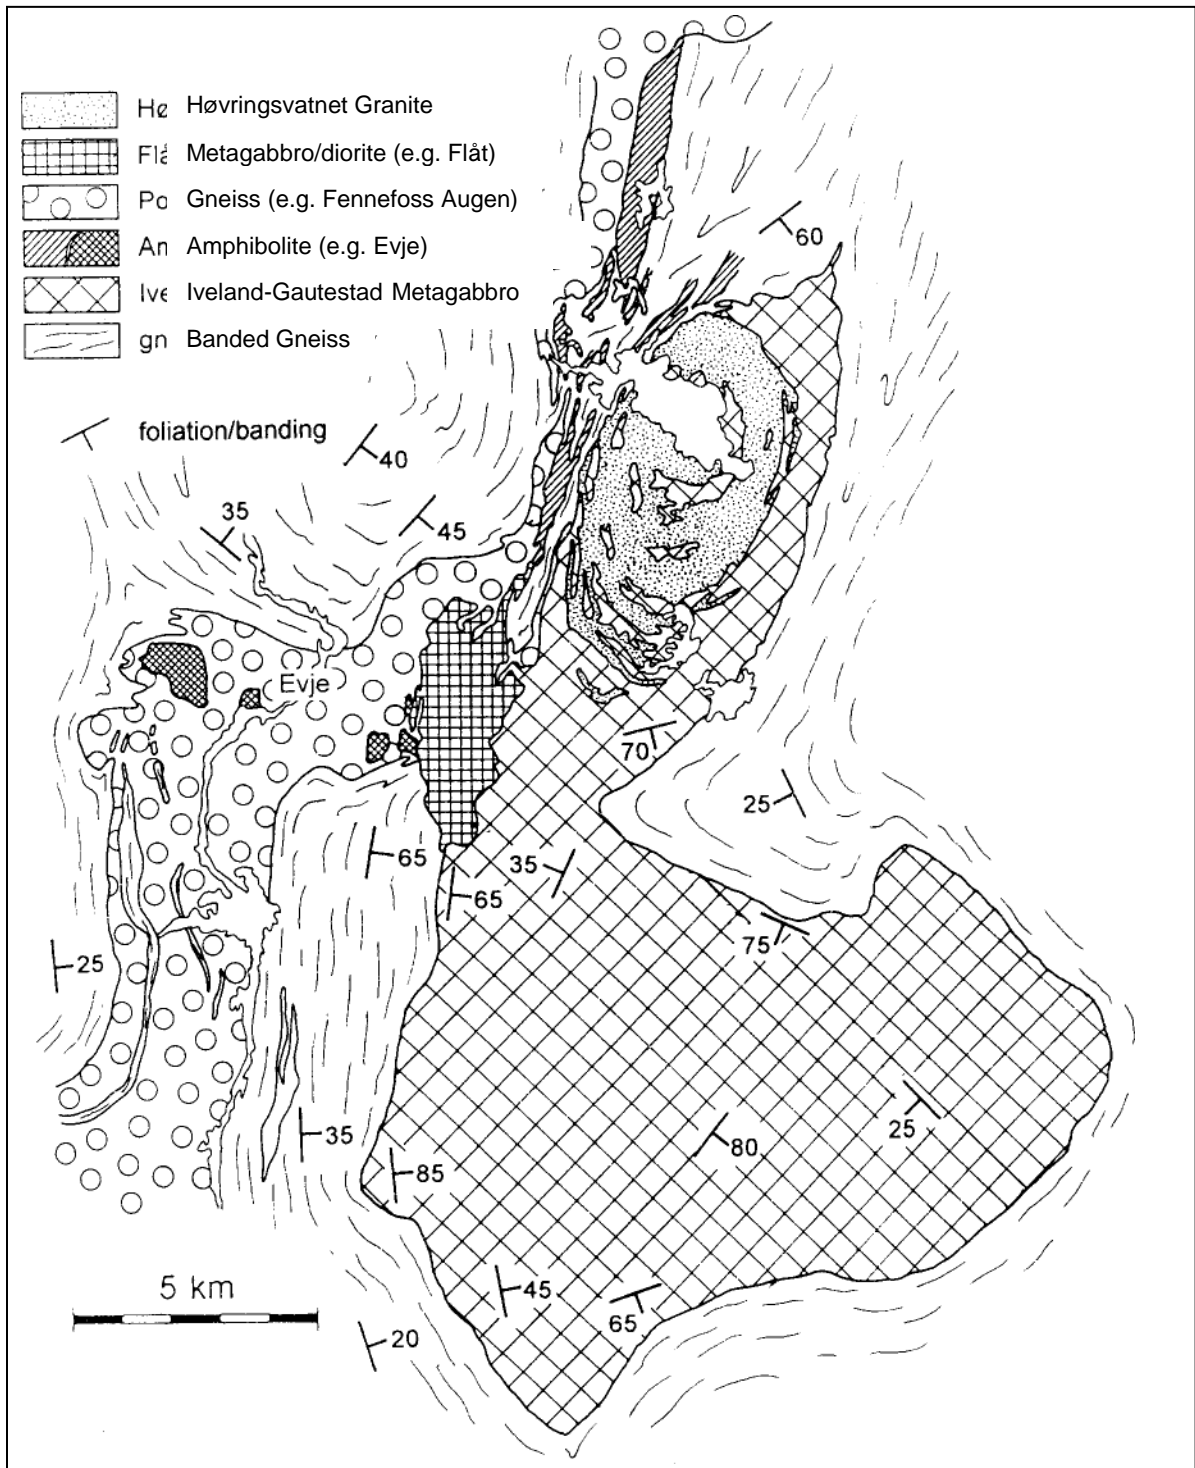 Hø Høvringsvatnet Granite
Flå Metagabbro/diorite (e.g. Flåt)
Po Gneiss (e.g. Fennefoss Augen)
An Amphibolite (e.g. Evje)
Ive Iveland-Gautestad Metagabbro
gn Banded Gneiss
foliation/banding
60
40
35
45
Evje
70
25
65
35
65
75
25
25
35
80
85
5 km
45
65
20